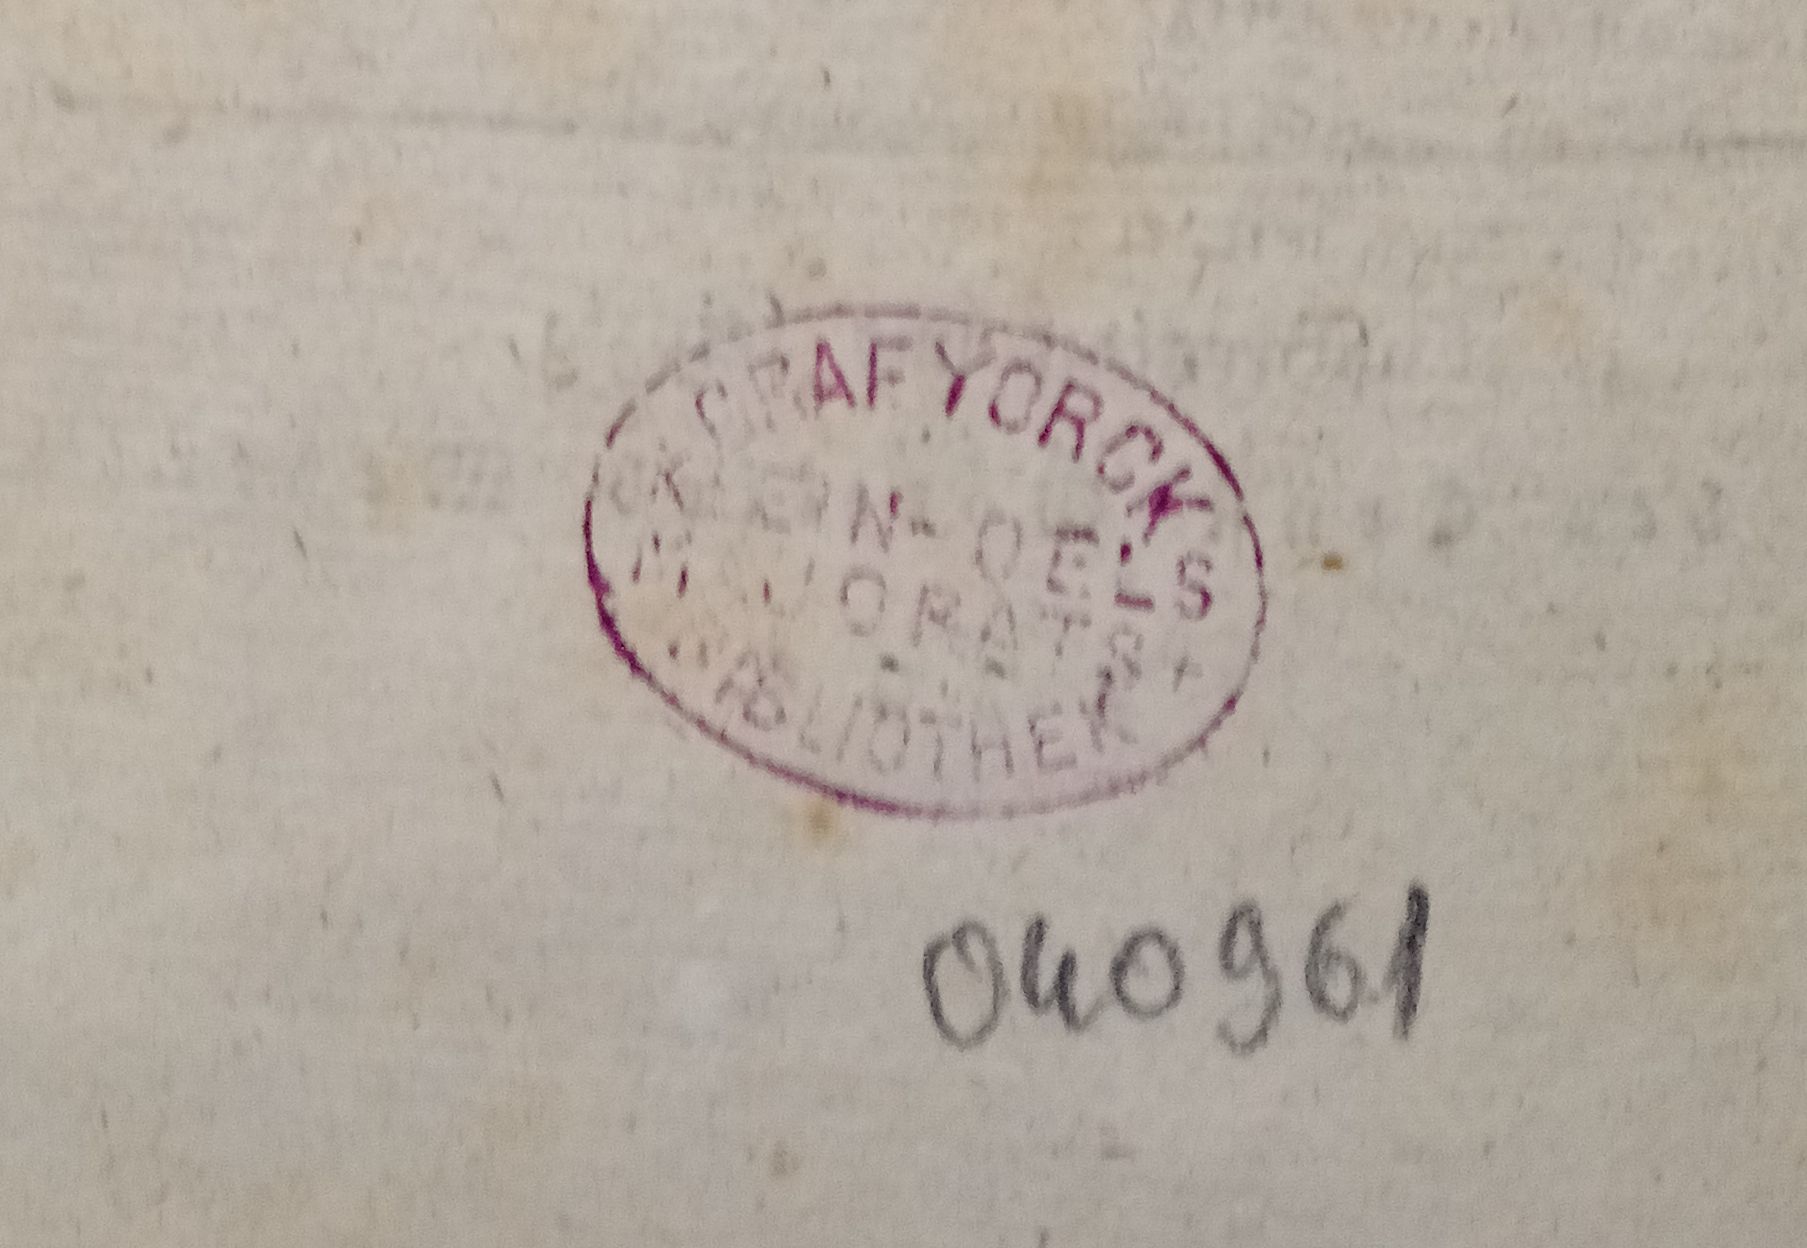 GRAF YORCK
KLEIN-OELS
MAJORATS-
BIBLIOTHEK
040961